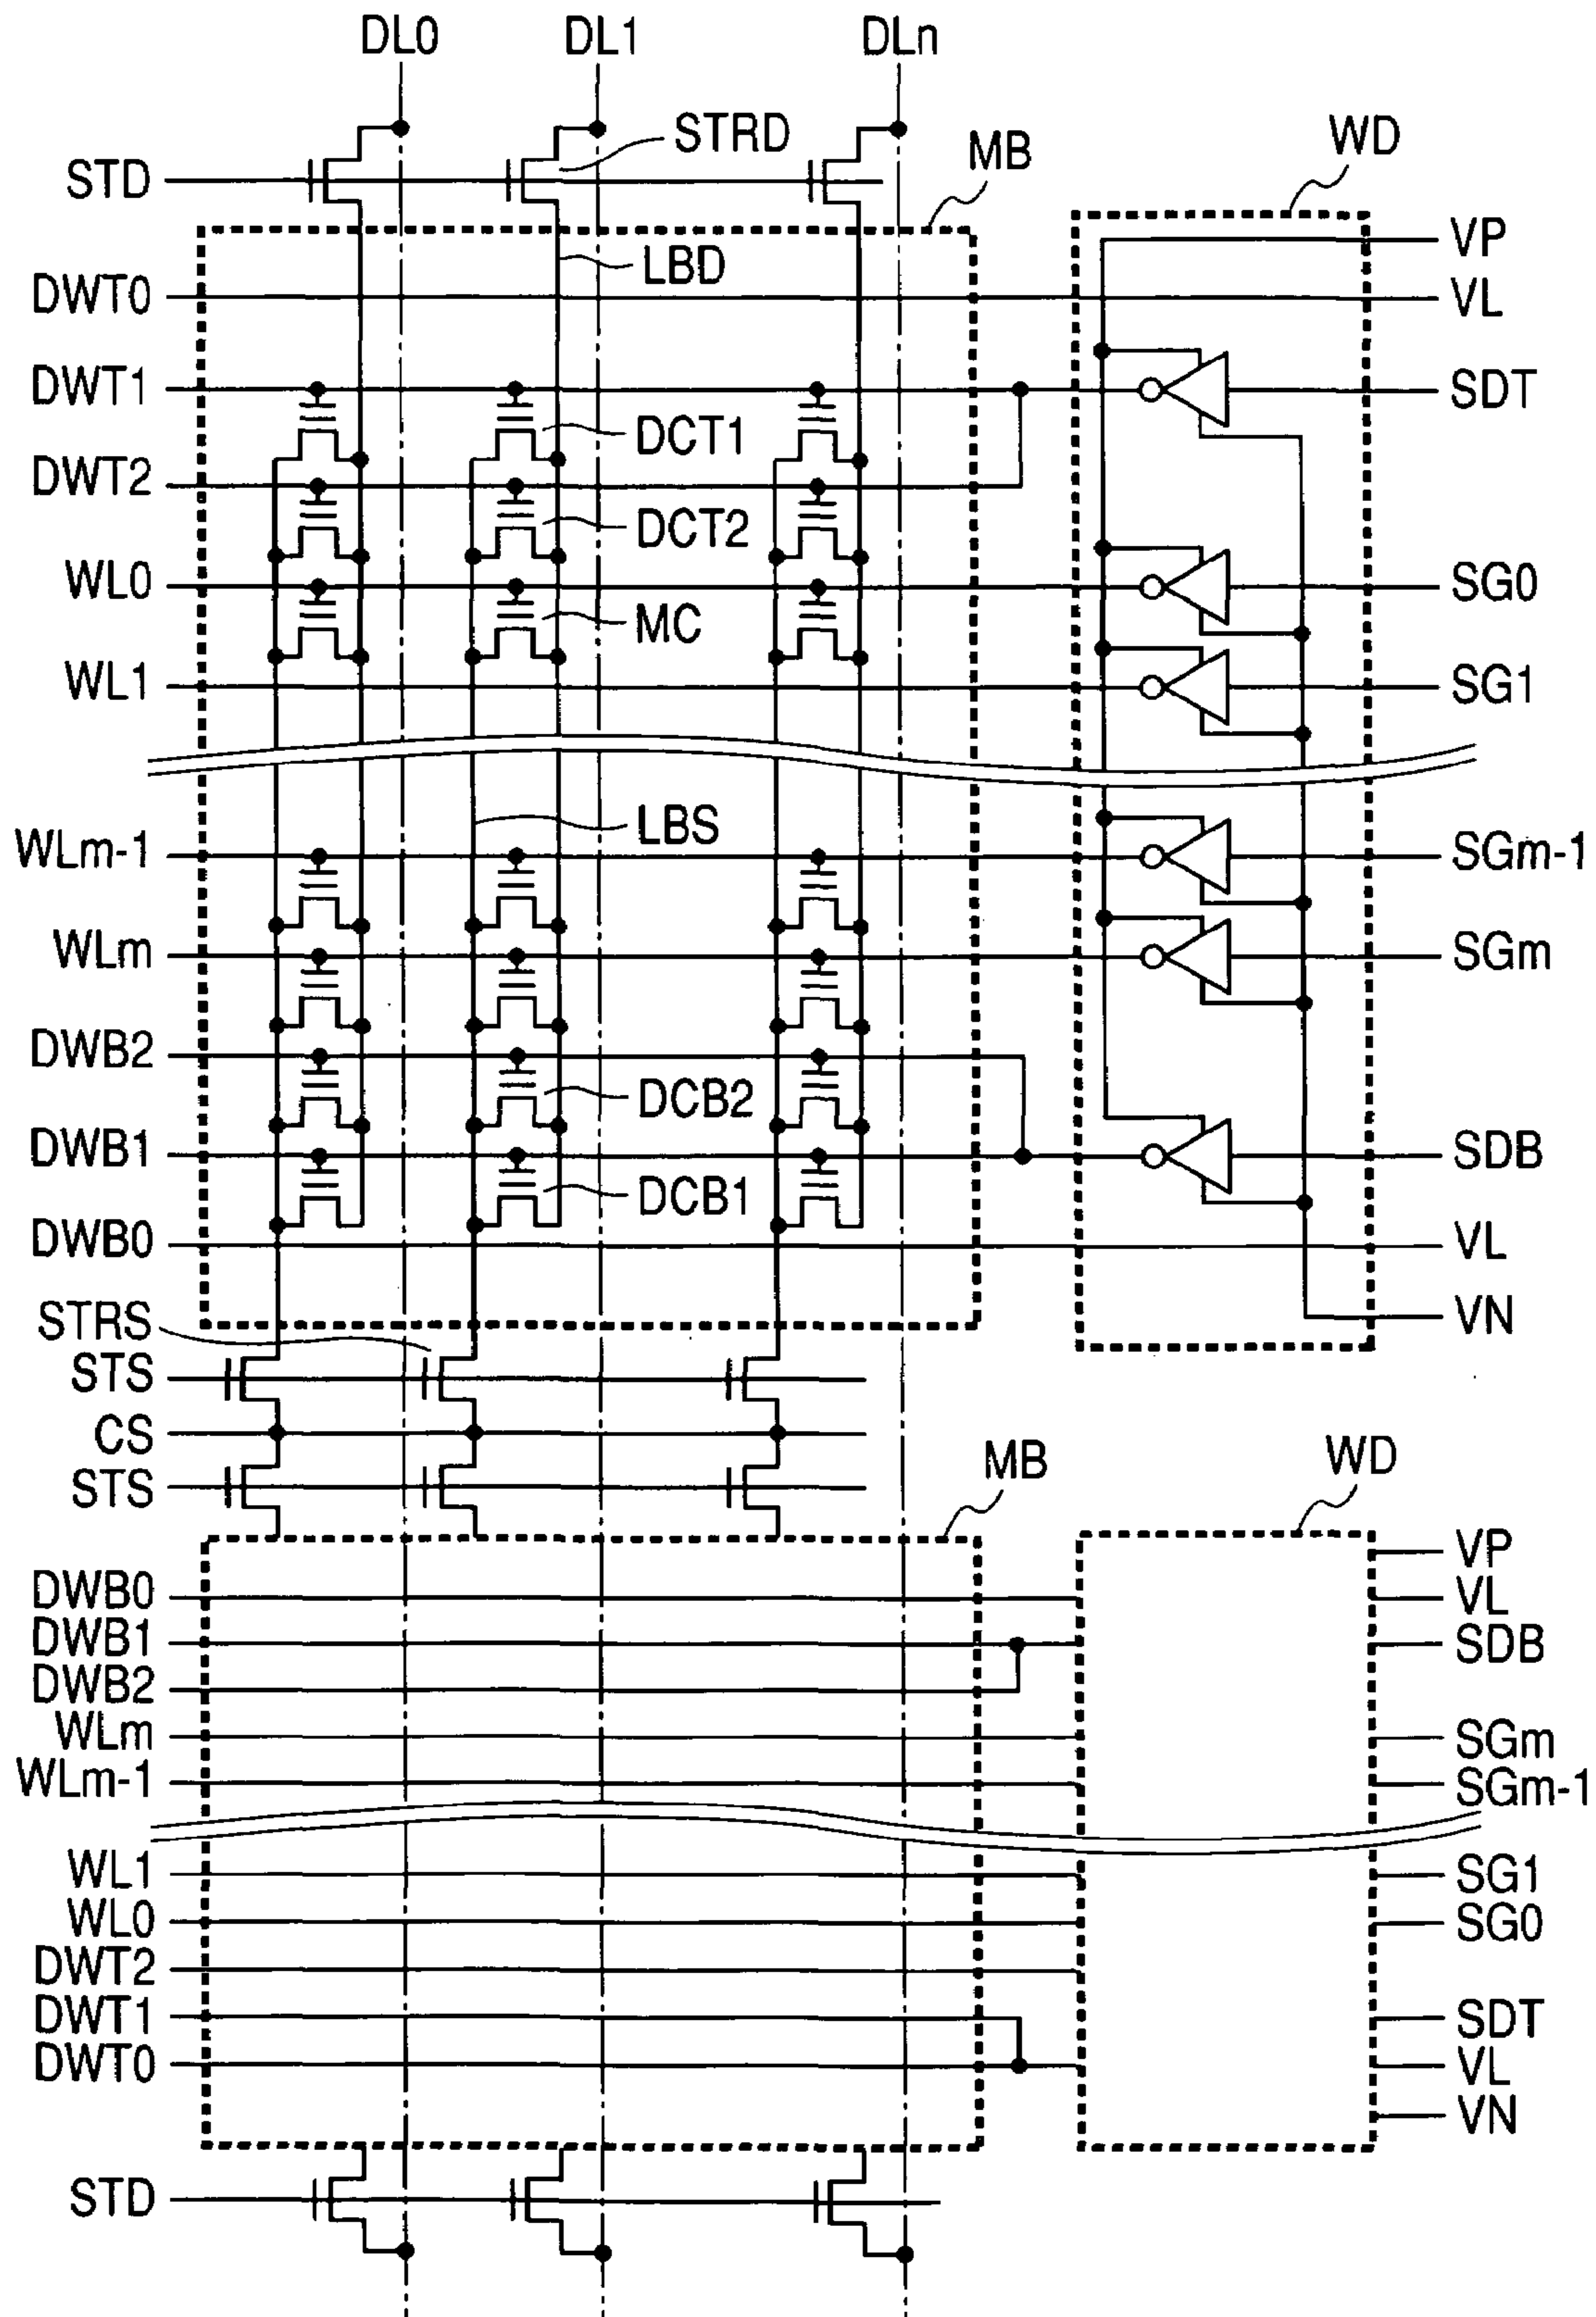 DL0 DL1 DLn
STRD MB WD
STD
VP
LBD
DWT0 VL
DWT1 SDT
DCT1
DWT2
DCT2
WL0 SG0
MC
WL1 SG1
LBS
WLm-1 SGm-1
WLm SGm
DWB2
DCB2
DWB1 SDB
DCB1
DWB0 VL
STRS VN
STS
CS
MB WD
STS
VP
DWB0 VL
DWB1 SDB
DWB2
WLm SGm
WLm-1 SGm-1
WL1 SG1
WL0 SG0
DWT2
DWT1 SDT
DWT0 VL
VN
STD